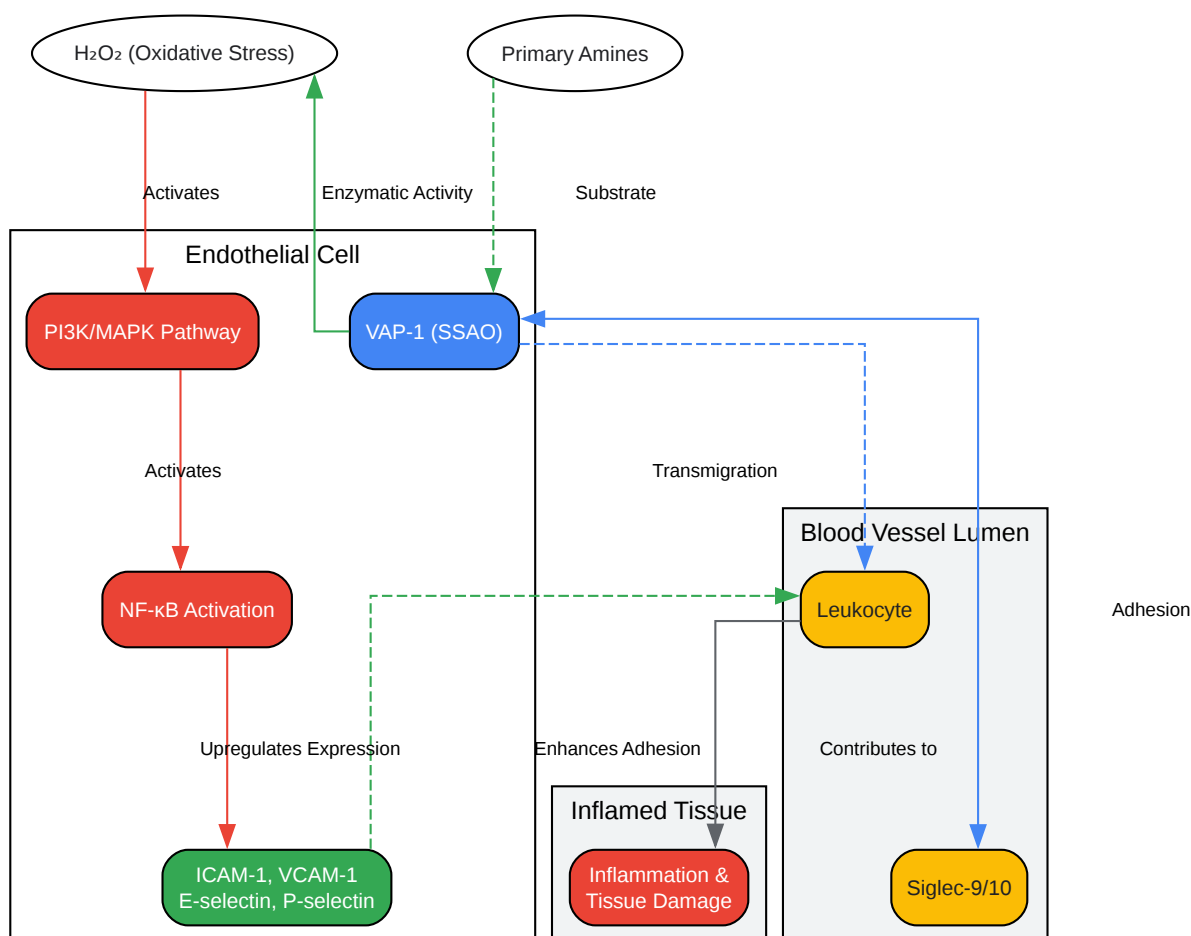 H₂O₂ (Oxidative Stress)
Primary Amines
Activates
Enzymatic Activity
Substrate
Endothelial Cell
PI3K/MAPK Pathway
VAP-1 (SSAO)
Activates
Transmigration
Blood Vessel Lumen
NF-κB Activation
Leukocyte
Adhesion
Upregulates Expression
Enhances Adhesion
Contributes to
Inflamed Tissue
ICAM-1, VCAM-1
E-selectin, P-selectin
Inflammation &
Tissue Damage
Siglec-9/10